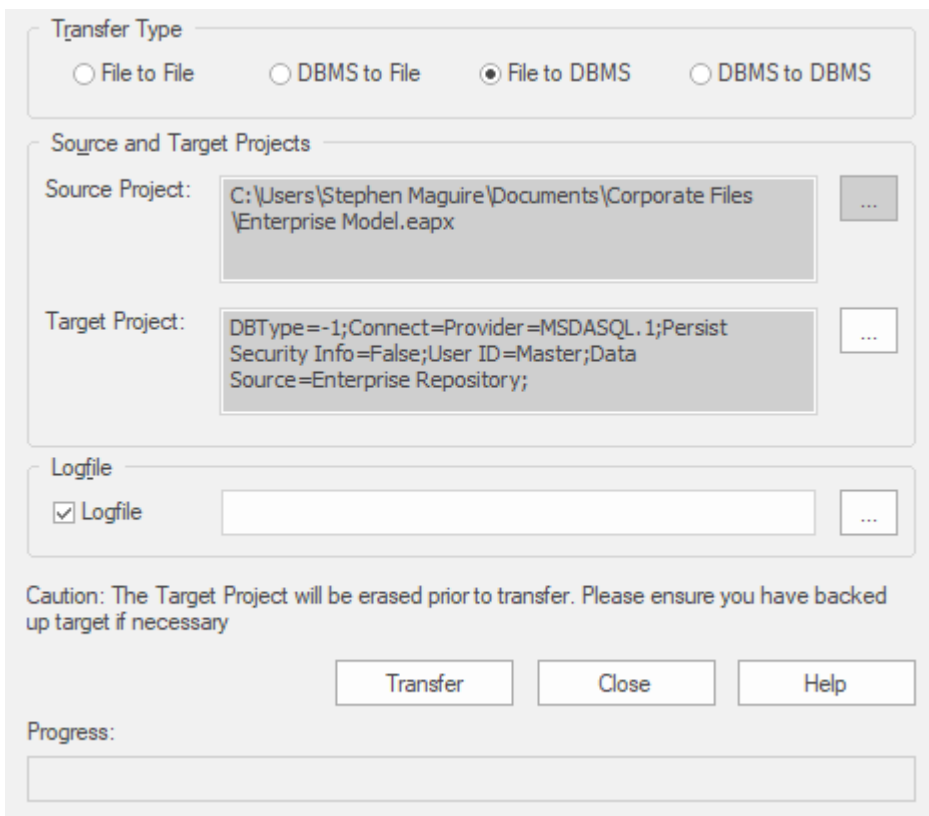 Transfer Type
File to File DBMS to File File to DBMS DBMS to DBMS
Source and Target Projects
Source Project:
C:\Users\Stephen Maguire\Documents\Corporate Files
\Enterprise Model.eapx
...
Target Project:
DBType=-1;Connect=Provider=MSDASQL.1;Persist
Security Info=False;User ID=Master;Data
Source=Enterprise Repository;
...
Logfile
Logfile
...
Caution: The Target Project will be erased prior to transfer. Please ensure you have backed
up target if necessary
Transfer Close Help
Progress: